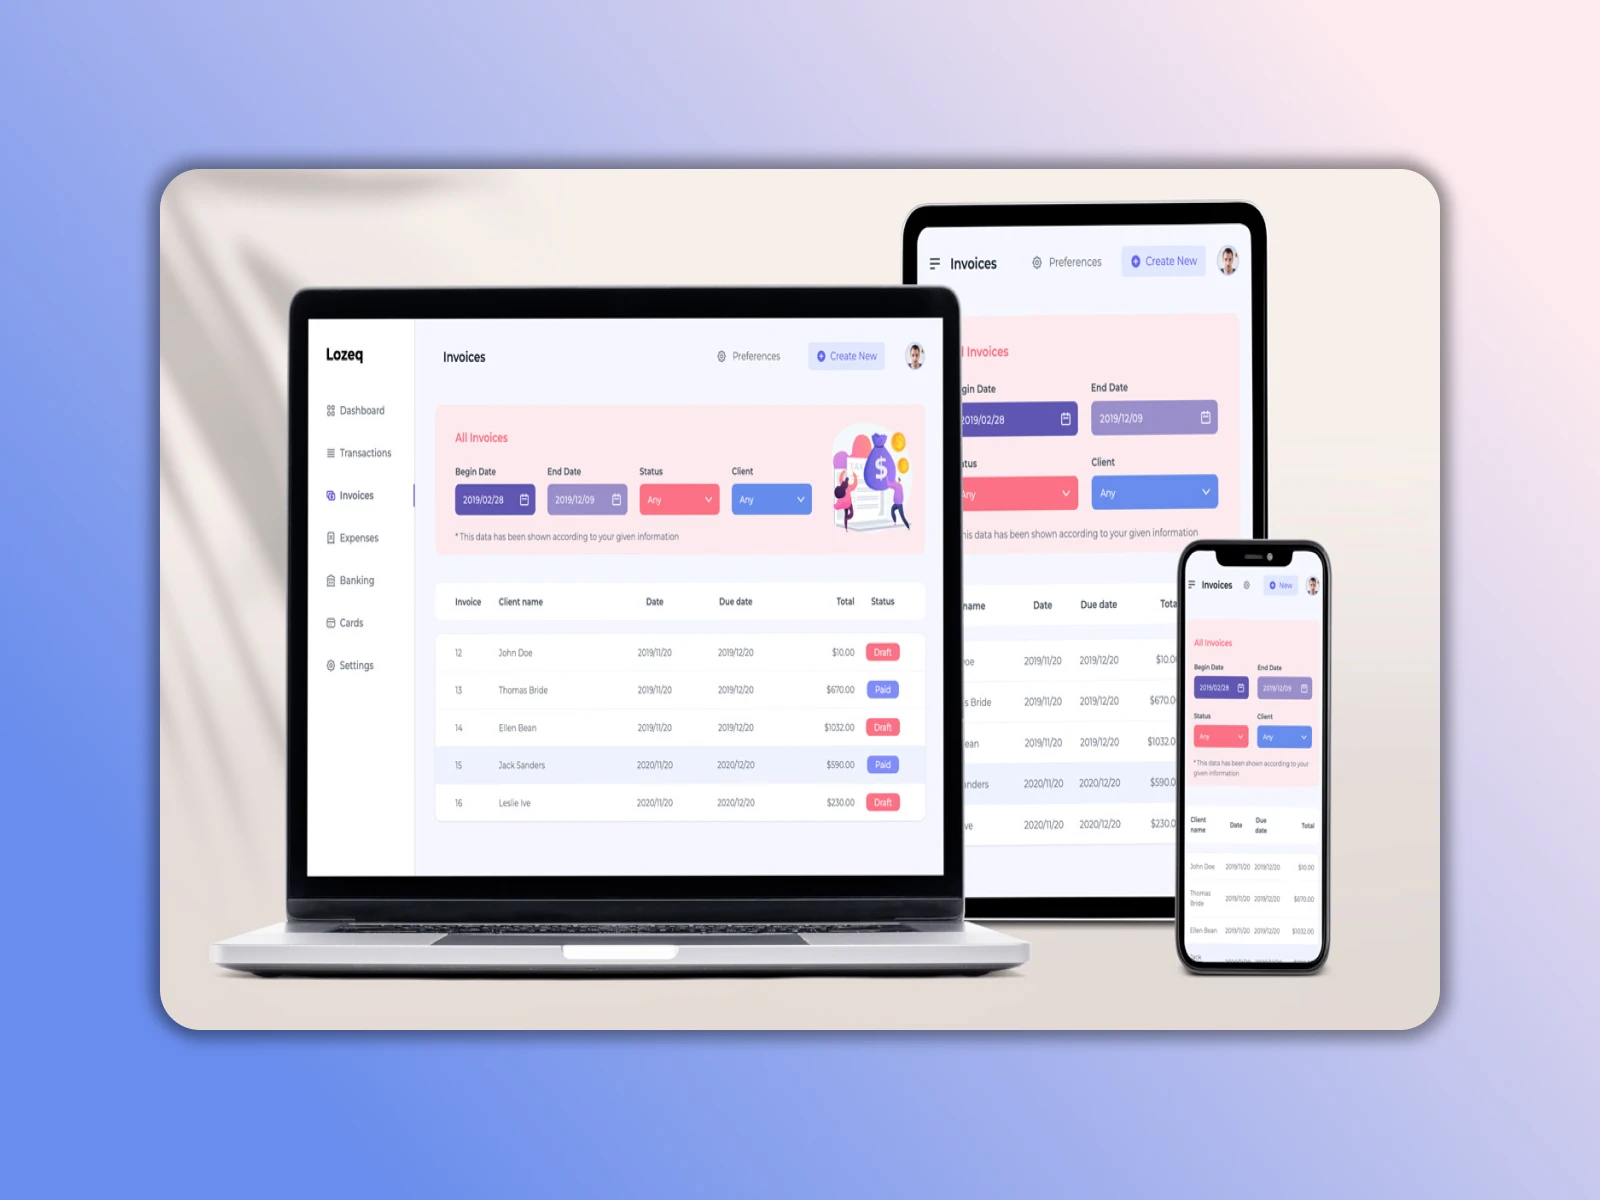 Lozeq
Dashboard
Transactions
Invoices
Expenses
Banking
Cards
Settings
Invoices
Preferences
Create New
All Invoices
Begin Date End Date Status Client
2019/02/28 2019/12/09 Any Any
* This data has been shown according to your given information
TAX
$
Invoice Client name Date Due date Total Status
12 John Doe 2019/11/20 2019/12/20 $10.00 Draft
13 Thomas Bride 2019/11/20 2019/12/20 $670.00 Paid
14 Ellen Bean 2019/11/20 2019/12/20 $1032.00 Draft
15 Jack Sanders 2020/11/20 2020/12/20 $590.00 Paid
16 Leslie Ive 2020/11/20 2020/12/20 $230.00 Draft
Invoices Preferences Create New
l Invoices
gin Date End Date
2019/02/28 2019/12/09
tus Client
Any Any
his data has been shown according to your given information
name Date Due date Tota
oe 2019/11/20 2019/12/20 $10.0
s Bride 2019/11/20 2019/12/20 $670.0
ean 2019/11/20 2019/12/20 $1032.0
anders 2020/11/20 2020/12/20 $590.0
ve 2020/11/20 2020/12/20 $230.0
Invoices New
All Invoices
Begin Date End Date
2019/02/28 2019/12/09
Status Client
Any Any
* This data has been shown according to your
given information
Client
name Date Due
date Total
John Doe 2019/11/20 2019/12/20 $10.00
Thomas
Bride 2019/11/20 2019/12/20 $670.00
Ellen Bean 2019/11/20 2019/12/20 $1032.00
Jack